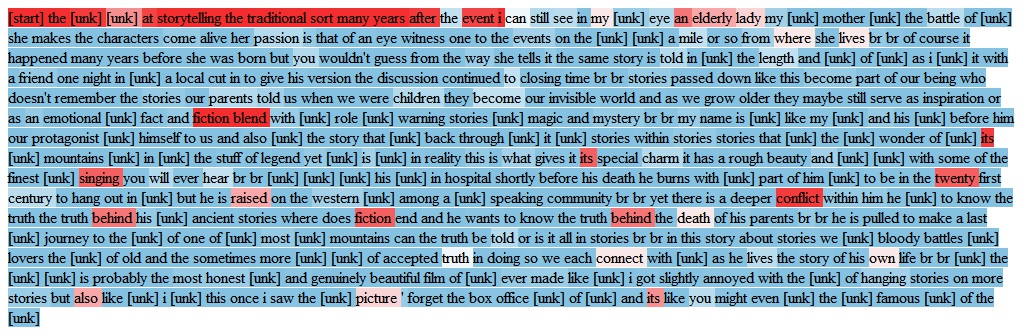 [start] the [unk] [unk] at storytelling the traditional sort many years after the event i can still see in my [unk] eye an elderly lady my [unk] mother [unk] the battle of [unk]
she makes the characters come alive her passion is that of an eye witness one to the events on the [unk] [unk] a mile or so from where she lives br br of course it
happened many years before she was born but you wouldn't guess from the way she tells it the same story is told in [unk] the length and [unk] of [unk] as i [unk] it with
a friend one night in [unk] a local cut in to give his version the discussion continued to closing time br br stories passed down like this become part of our being who
doesn't remember the stories our parents told us when we were children they become our invisible world and as we grow older they maybe still serve as inspiration or
as an emotional [unk] fact and fiction blend with [unk] role [unk] warning stories [unk] magic and mystery br br my name is [unk] like my [unk] and his [unk] before him
our protagonist [unk] himself to us and also [unk] the story that [unk] back through [unk] it [unk] stories within stories stories that [unk] the [unk] wonder of [unk] its
[unk] mountains [unk] in [unk] the stuff of legend yet [unk] is [unk] in reality this is what gives it its special charm it has a rough beauty and [unk] [unk] with some of the
finest [unk] singing you will ever hear br br [unk] [unk] [unk] his [unk] in hospital shortly before his death he burns with [unk] part of him [unk] to be in the twenty first
century to hang out in [unk] but he is raised on the western [unk] among a [unk] speaking community br br yet there is a deeper conflict within him he [unk] to know the
truth the truth behind his [unk] ancient stories where does fiction end and he wants to know the truth behind the death of his parents br br he is pulled to make a last
[unk] journey to the [unk] of one of [unk] most [unk] mountains can the truth be told or is it all in stories br br in this story about stories we [unk] bloody battles [unk]
lovers the [unk] of old and the sometimes more [unk] [unk] of accepted truth in doing so we each connect with [unk] as he lives the story of his own life br br [unk] the
[unk] [unk] is probably the most honest [unk] and genuinely beautiful film of [unk] ever made like [unk] i got slightly annoyed with the [unk] of hanging stories on more
stories but also like [unk] i [unk] this once i saw the [unk] picture ' forget the box office [unk] of [unk] and its like you might even [unk] the [unk] famous [unk] of the
[unk]